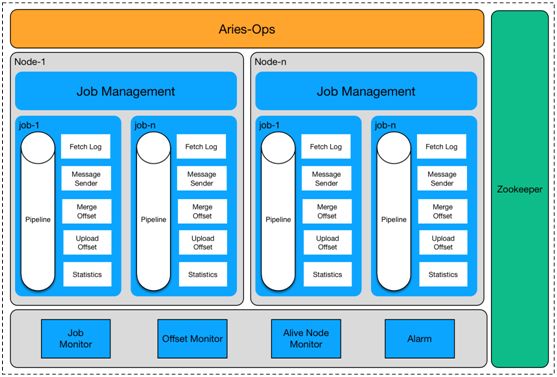 Aries-Ops
Node-1
Job Management
job-1
Pipeline
Fetch Log
Message
Sender
Merge
Offset
Upload
Offset
Statistics
job-n
Pipeline
Fetch Log
Message
Sender
Merge
Offset
Upload
Offset
Statistics
Node-n
Job Management
job-1
Pipeline
Fetch Log
Message
Sender
Merge
Offset
Upload
Offset
Statistics
job-n
Pipeline
Fetch Log
Message
Sender
Merge
Offset
Upload
Offset
Statistics
Job
Monitor
Offset Monitor
Alive Node
Monitor
Alarm
Zookeeper